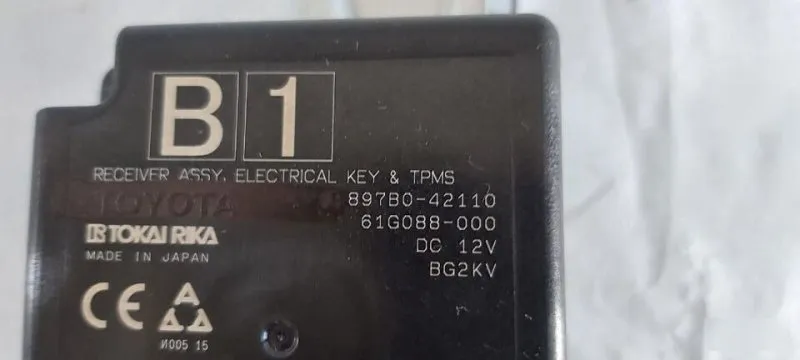 B 1
RECEIVER ASSY, ELECTRICAL KEY & TPMS
TOYOTA 897B0-42110
61G088-000
TOKAI RIKA DC 12V
MADE IN JAPAN BG2KV
CE
И005 15